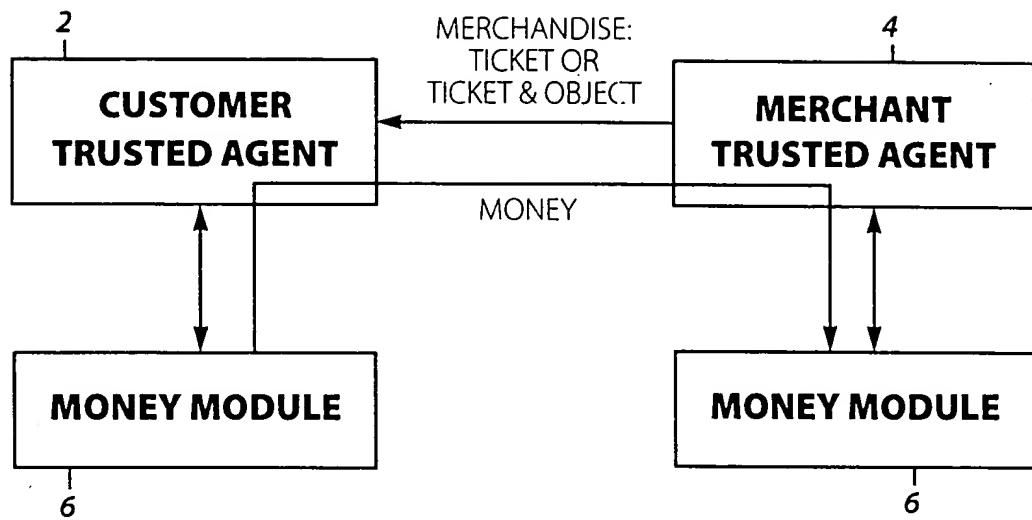 2
MERCHANDISE:
TICKET OR
TICKET & OBJECT
4
CUSTOMER
TRUSTED AGENT
MERCHANT
TRUSTED AGENT
MONEY
MONEY MODULE
MONEY MODULE
6
6